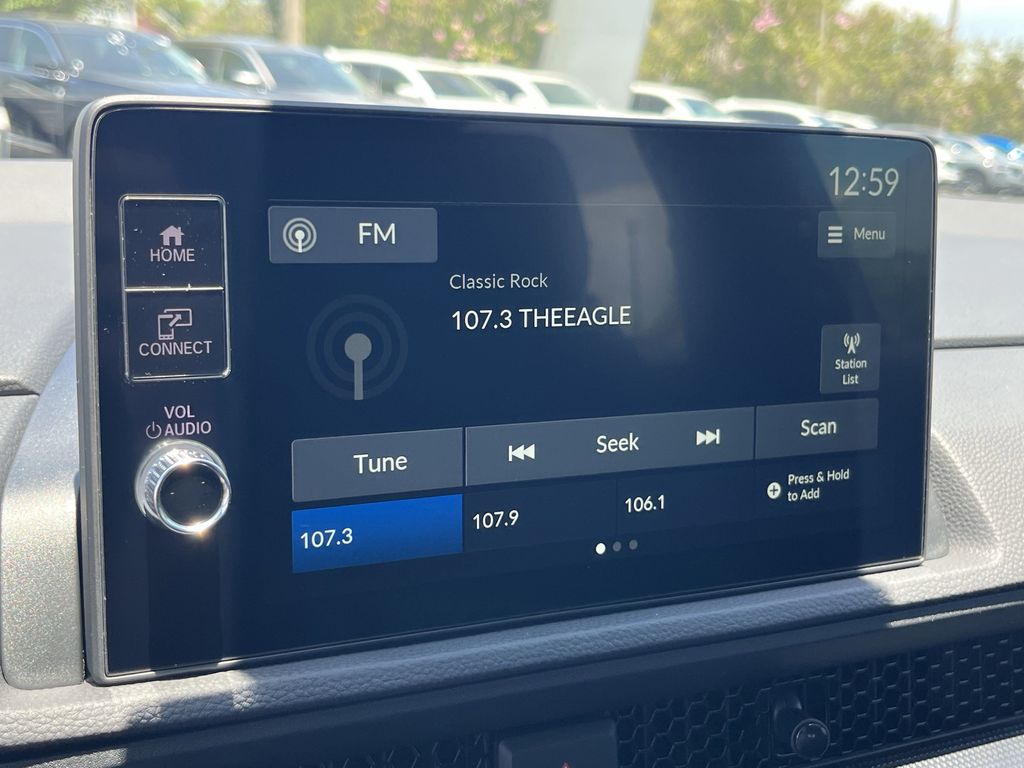 12:59
HOME
FM
Menu
Classic Rock
107.3 THEEAGLE
CONNECT
Station
List
VOL
AUDIO
Tune
Seek
Scan
107.3
107.9
106.1
Press & Hold
to Add